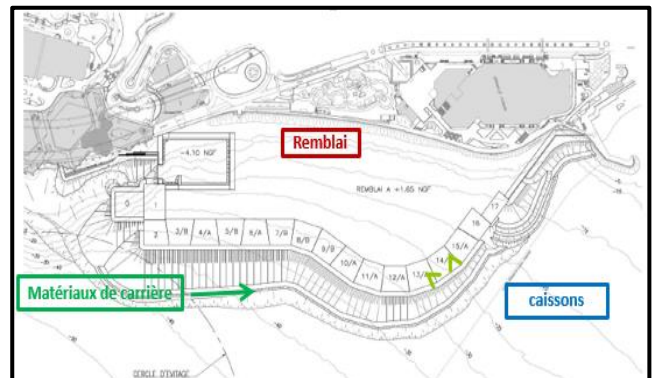 Remblai
-4.10 NGF
REMBLAI A +1.65 NGF
0
1
2
3/B
4/A
5/B
6/A
7/B
8/B
9/B
10/A
11/A
12/A
13/A
14
15/A
16
17
Matériaux de carrière
caissons
CERCLE D'EVITAGE